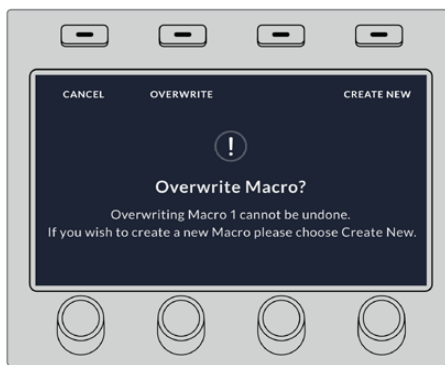 CANCEL OVERWRITE CREATE NEW
Overwrite Macro?
Overwriting Macro 1 cannot be undone.
If you wish to create a new Macro please choose Create New.